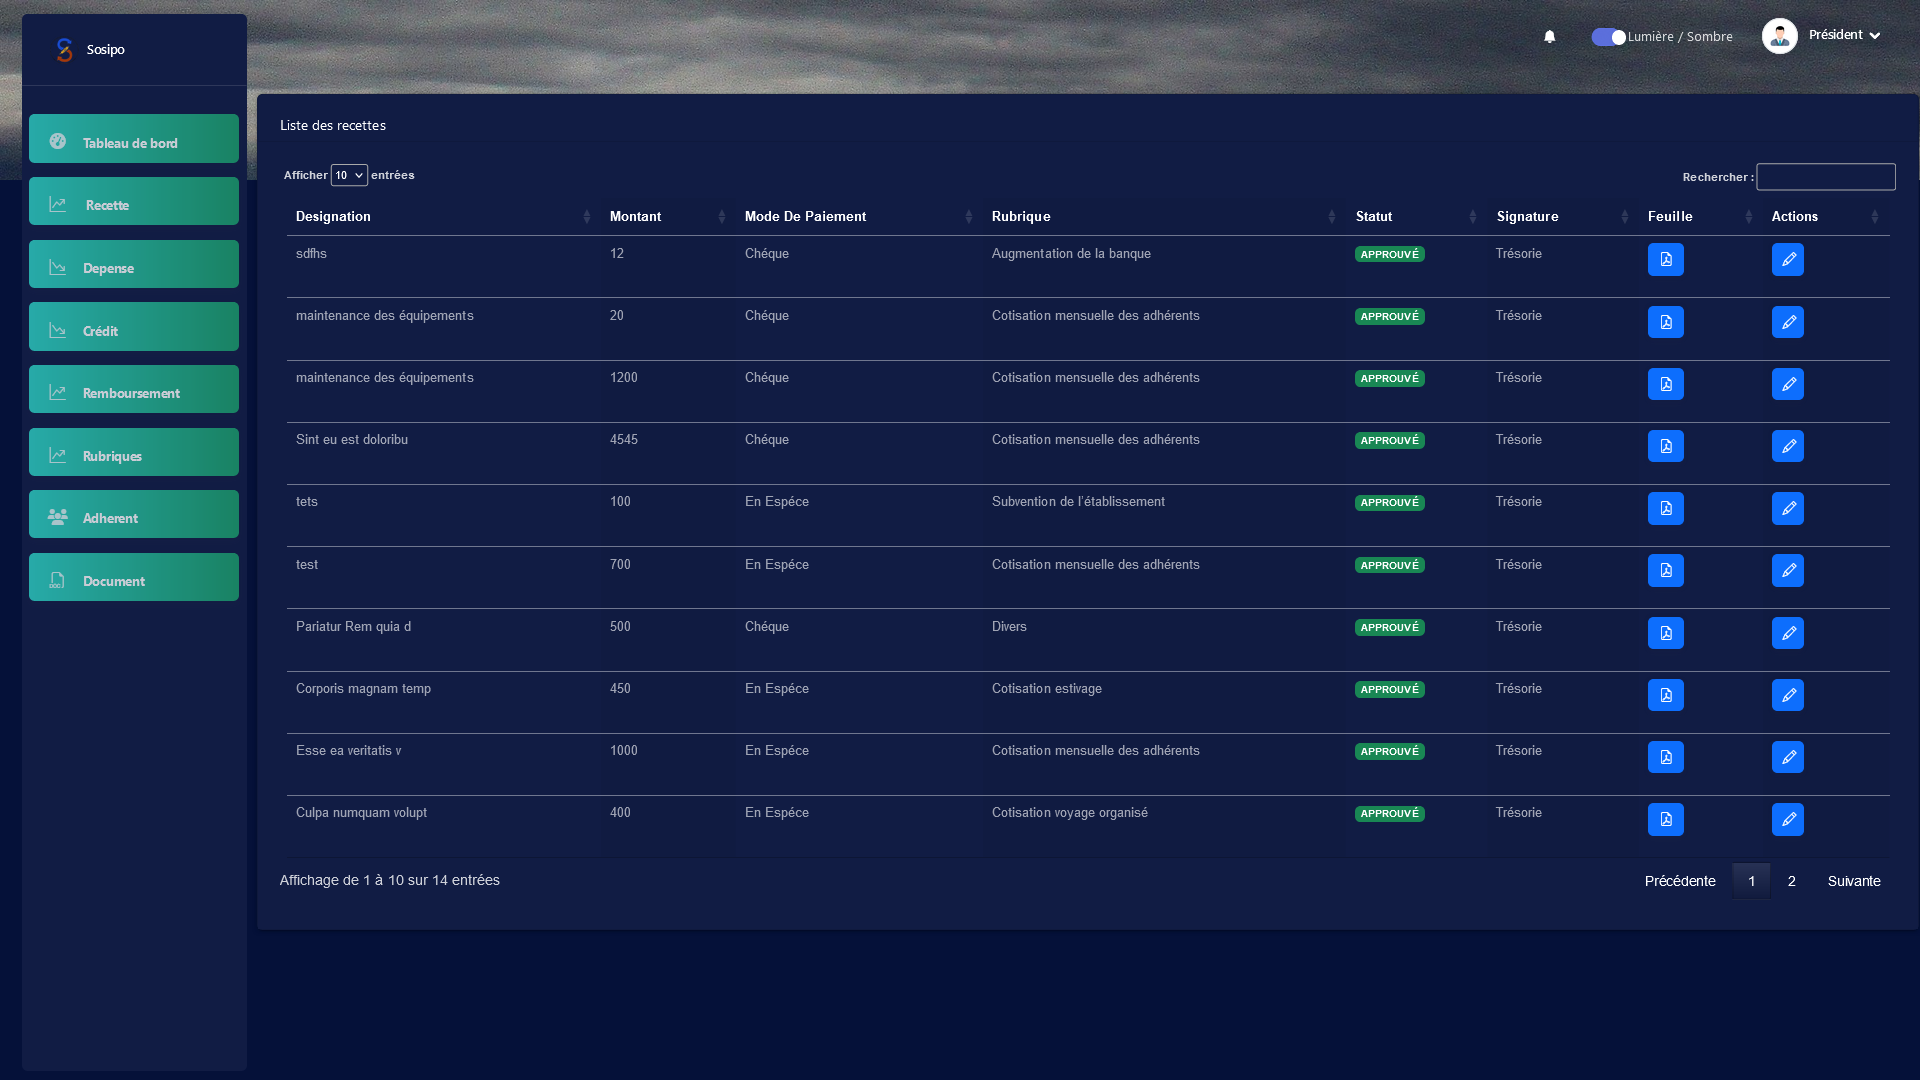 Sosipo
Lumière / Sombre
Président
Tableau de bord
Recette
Depense
Crédit
Remboursement
Rubriques
Adherent
Document
Liste des recettes
Afficher 10 entrées
Rechercher :
Designation Montant Mode De Paiement Rubrique Statut Signature Feuille Actions
sdfhs 12 Chéque Augmentation de la banque APPROUVÉ Trésorie
maintenance des équipements 20 Chéque Cotisation mensuelle des adhérents APPROUVÉ Trésorie
maintenance des équipements 1200 Chéque Cotisation mensuelle des adhérents APPROUVÉ Trésorie
Sint eu est doloribu 4545 Chéque Cotisation mensuelle des adhérents APPROUVÉ Trésorie
tets 100 En Espéce Subvention de l'établissement APPROUVÉ Trésorie
test 700 En Espéce Cotisation mensuelle des adhérents APPROUVÉ Trésorie
Pariatur Rem quia d 500 Chéque Divers APPROUVÉ Trésorie
Corporis magnam temp 450 En Espéce Cotisation estivage APPROUVÉ Trésorie
Esse ea veritatis v 1000 En Espéce Cotisation mensuelle des adhérents APPROUVÉ Trésorie
Culpa numquam volupt 400 En Espéce Cotisation voyage organisé APPROUVÉ Trésorie
Affichage de 1 à 10 sur 14 entrées
Précédente 1 2 Suivante